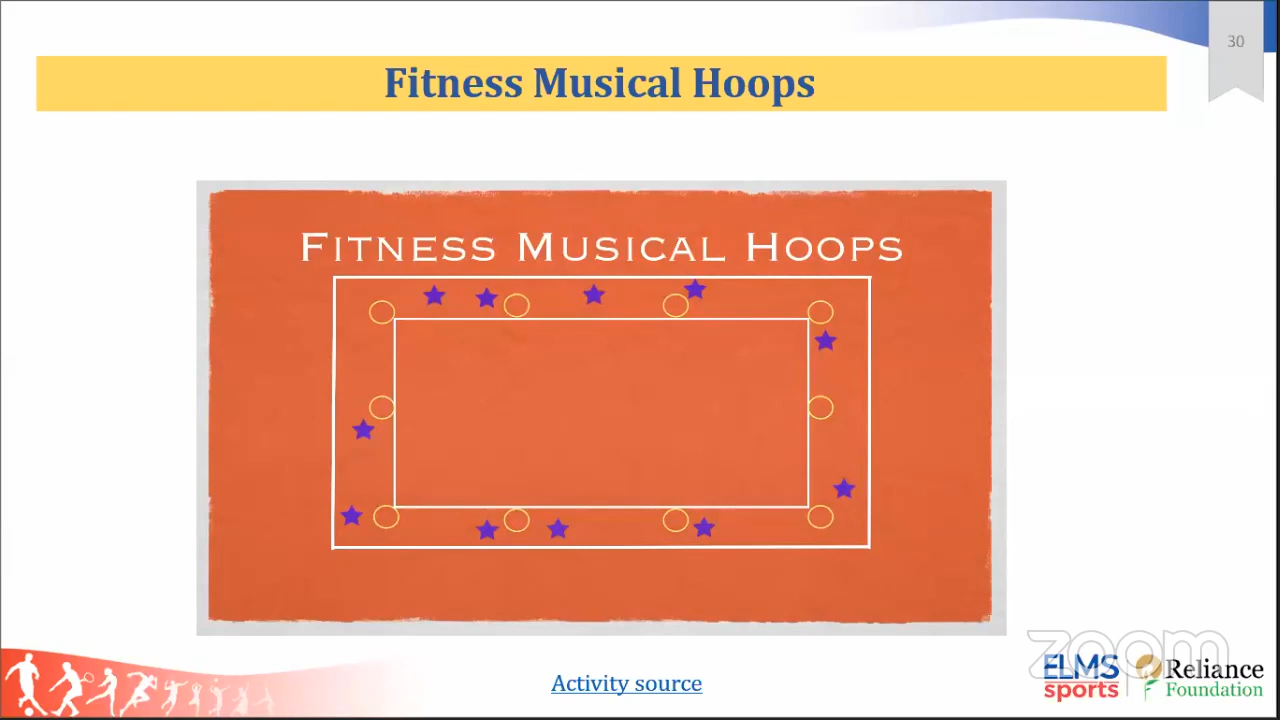 30
Fitness Musical Hoops
FITNESS MUSICAL HOOPS
Activity source
zoom
ELMS
sports
Reliance
Foundation